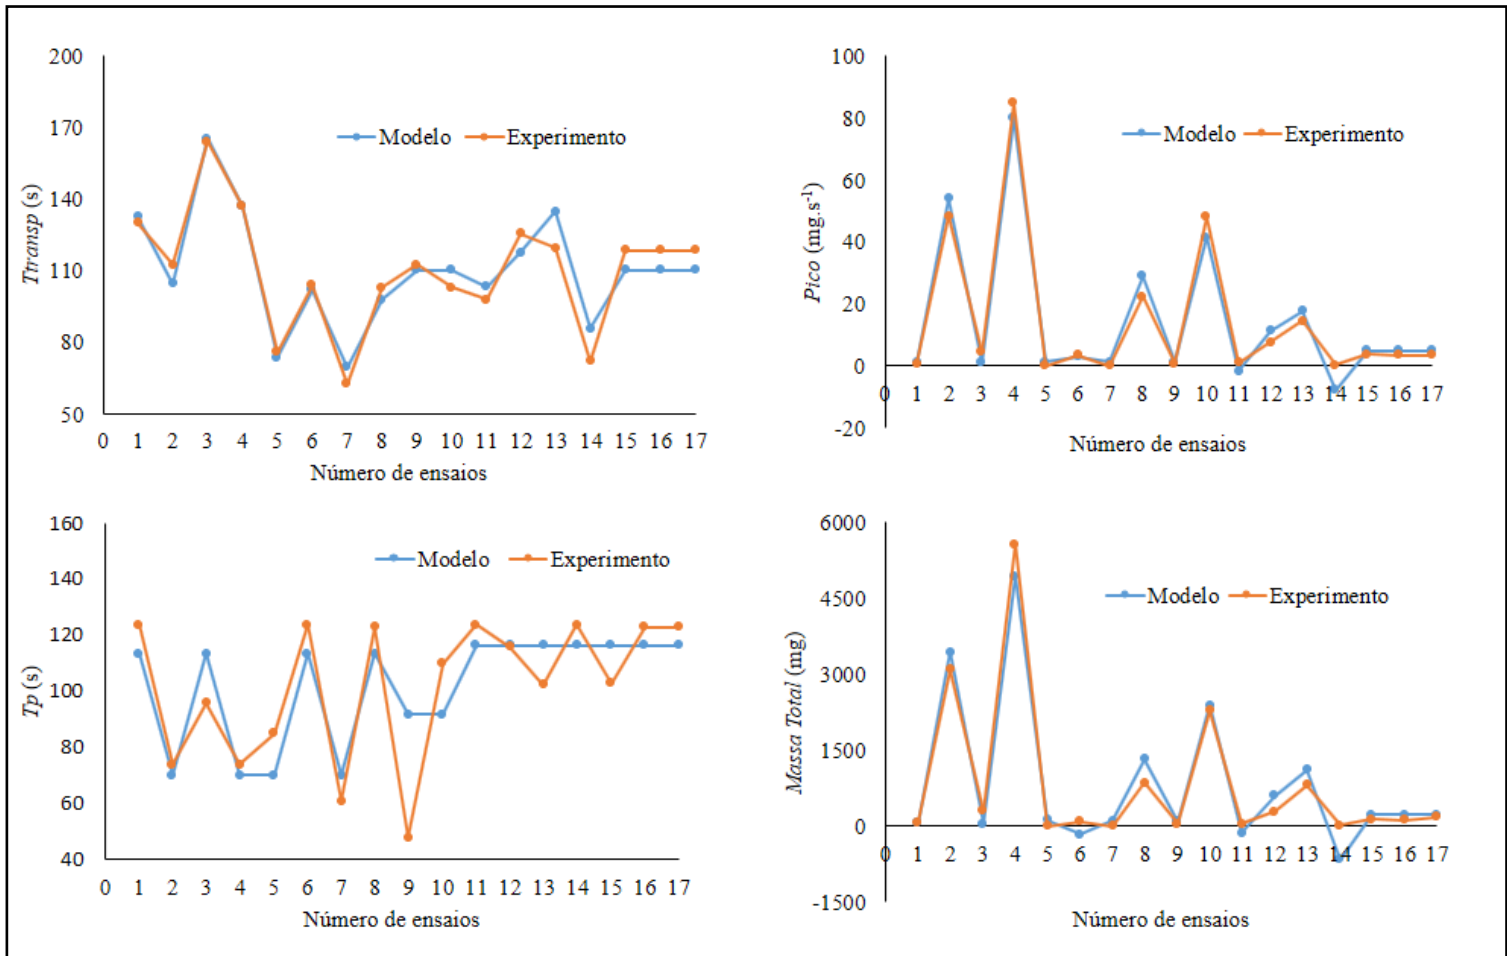 200
170
140
110
80
50
Ttransp (s)
Modelo Experimento
0 1 2 3 4 5 6 7 8 9 10 11 12 13 14 15 16 17
Número de ensaios
100
80
60
40
20
0
-20
Pico (mg.s-1)
Modelo Experimento
0 1 2 3 4 5 6 7 8 9 10 11 12 13 14 15 16 17
Número de ensaios
160
140
120
100
80
60
40
Tp (s)
Modelo Experimento
0 1 2 3 4 5 6 7 8 9 10 11 12 13 14 15 16 17
Número de ensaios
6000
4500
3000
1500
0
-1500
Massa Total (mg)
Modelo Experimento
0 1 2 3 4 5 6 7 8 9 10 11 12 13 14 15 16 17
Número de ensaios